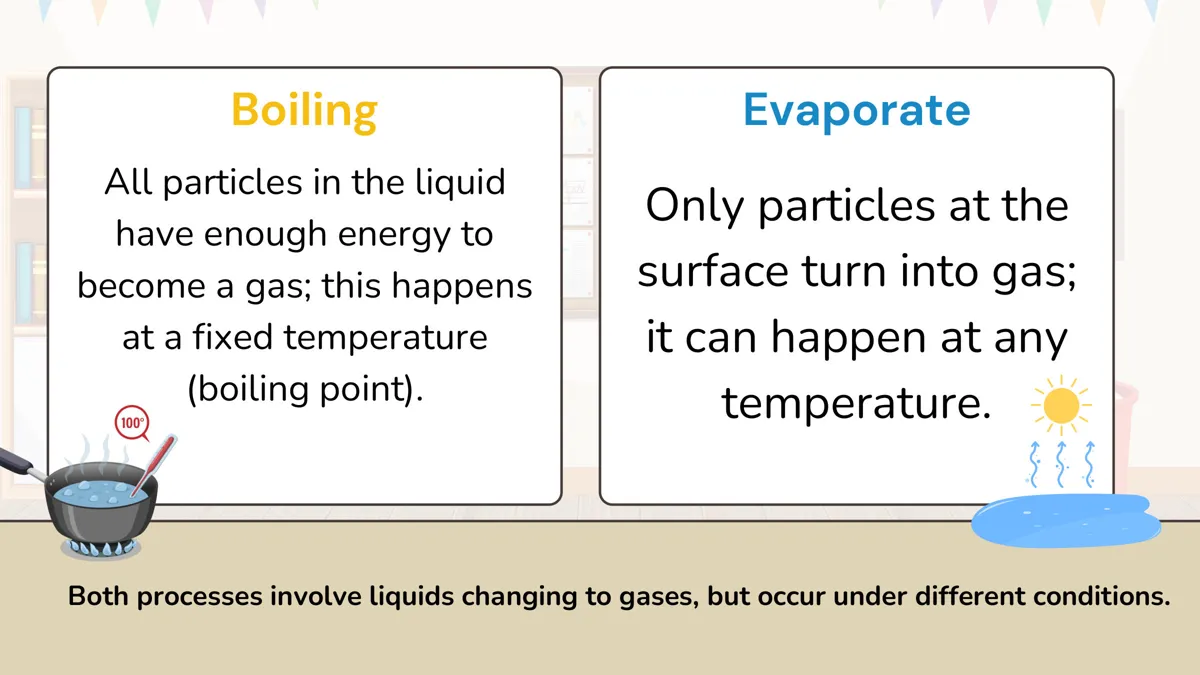 Boiling
All particles in the liquid
have enough energy to
become a gas; this happens
at a fixed temperature
(boiling point).
100°
Evaporate
Only particles at the
surface turn into gas;
it can happen at any
temperature.
Both processes involve liquids changing to gases, but occur under different conditions.